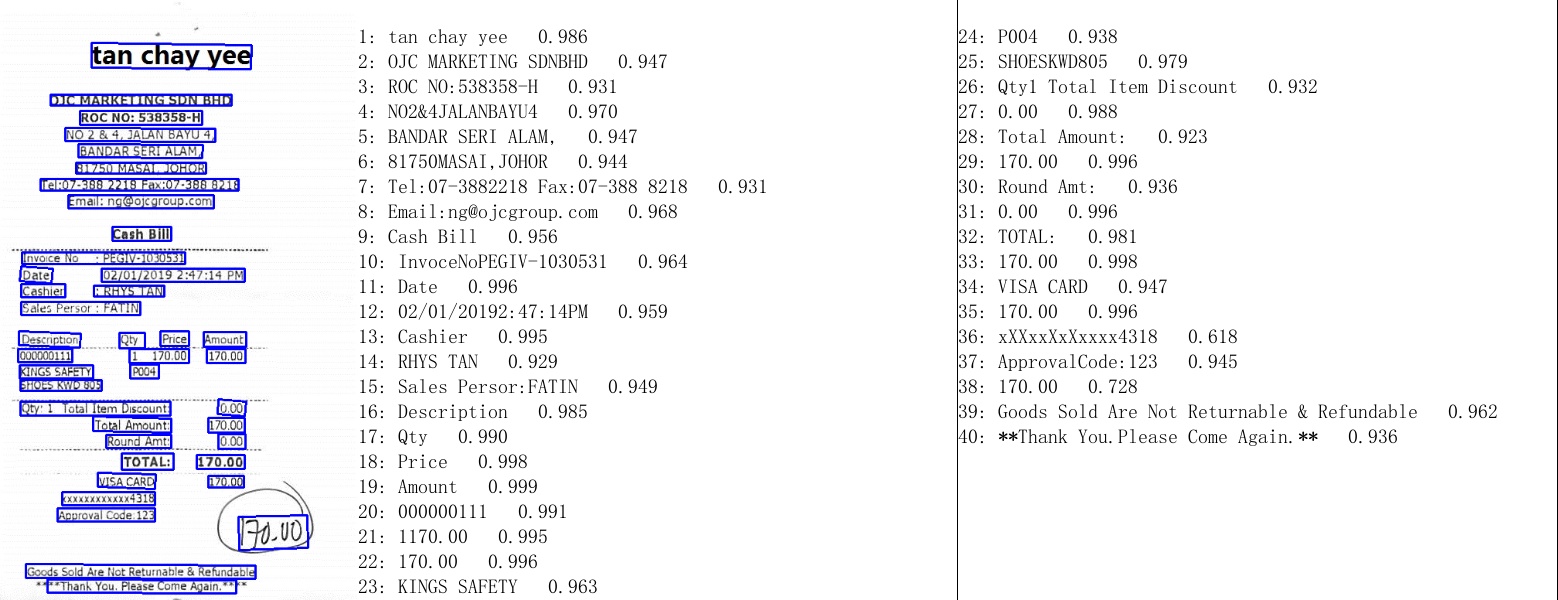 tan chay yee
OJC MARKETING SDN BHD
ROC NO: 538358-H
NO 2 & 4, JALAN BAYU 4,
BANDAR SERI ALAM,
81750 MASAI, JOHOR
Tel:07-388 2218 Fax:07-388 8218
Email: ng@ojcgroup.com
Cash Bill
Invoice No : PEGIV-1030531
Date 02/01/2019 2:47:14 PM
Cashier : RHYS TAN
Sales Persor : FATIN
Description Qty Price Amount
000000111 1 170.00 170.00
KINGS SAFETY P004
SHOES KWD 805
Qty: 1 Total Item Discount: 0.00
Total Amount: 170.00
Round Amt: 0.00
TOTAL: 170.00
VISA CARD 170.00
xxxxxxxxxxxx4318
Approval Code:123
170.00
Goods Sold Are Not Returnable & Refundable
****Thank You. Please Come Again.****
1: tan chay yee 0.986
2: OJC MARKETING SDNBHD 0.947
3: ROC NO:538358-H 0.931
4: NO2&4JALANBAYU4 0.970
5: BANDAR SERI ALAM, 0.947
6: 81750MASAI,JOHOR 0.944
7: Tel:07-3882218 Fax:07-388 8218 0.931
8: Email:ng@ojcgroup.com 0.968
9: Cash Bill 0.956
10: InvoceNoPEGIV-1030531 0.964
11: Date 0.996
12: 02/01/20192:47:14PM 0.959
13: Cashier 0.995
14: RHYS TAN 0.929
15: Sales Persor:FATIN 0.949
16: Description 0.985
17: Qty 0.990
18: Price 0.998
19: Amount 0.999
20: 000000111 0.991
21: 1170.00 0.995
22: 170.00 0.996
23: KINGS SAFETY 0.963
24: P004 0.938
25: SHOESKWD805 0.979
26: Qty1 Total Item Discount 0.932
27: 0.00 0.988
28: Total Amount: 0.923
29: 170.00 0.996
30: Round Amt: 0.936
31: 0.00 0.996
32: TOTAL: 0.981
33: 170.00 0.998
34: VISA CARD 0.947
35: 170.00 0.996
36: xXXxxXxXxxxx4318 0.618
37: ApprovalCode:123 0.945
38: 170.00 0.728
39: Goods Sold Are Not Returnable & Refundable 0.962
40: **Thank You.Please Come Again.** 0.936